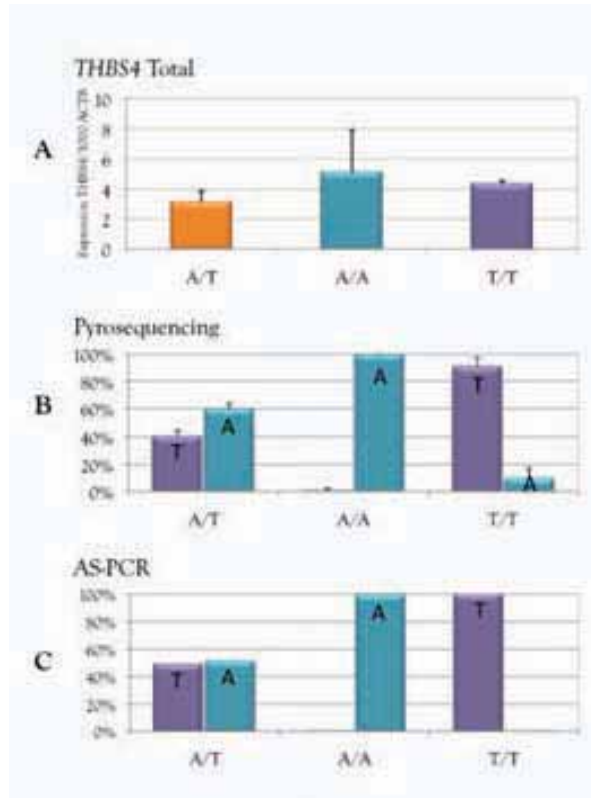 THBS4 Total
A
10
8
6
4
2
0
A/T
A/A
T/T
Pyrosequencing
B
100%
80%
60%
40%
20%
0%
T
A
A
T
A
A/T
A/A
T/T
AS-PCR
C
100%
80%
60%
40%
20%
0%
T
A
A
T
A/T
A/A
T/T